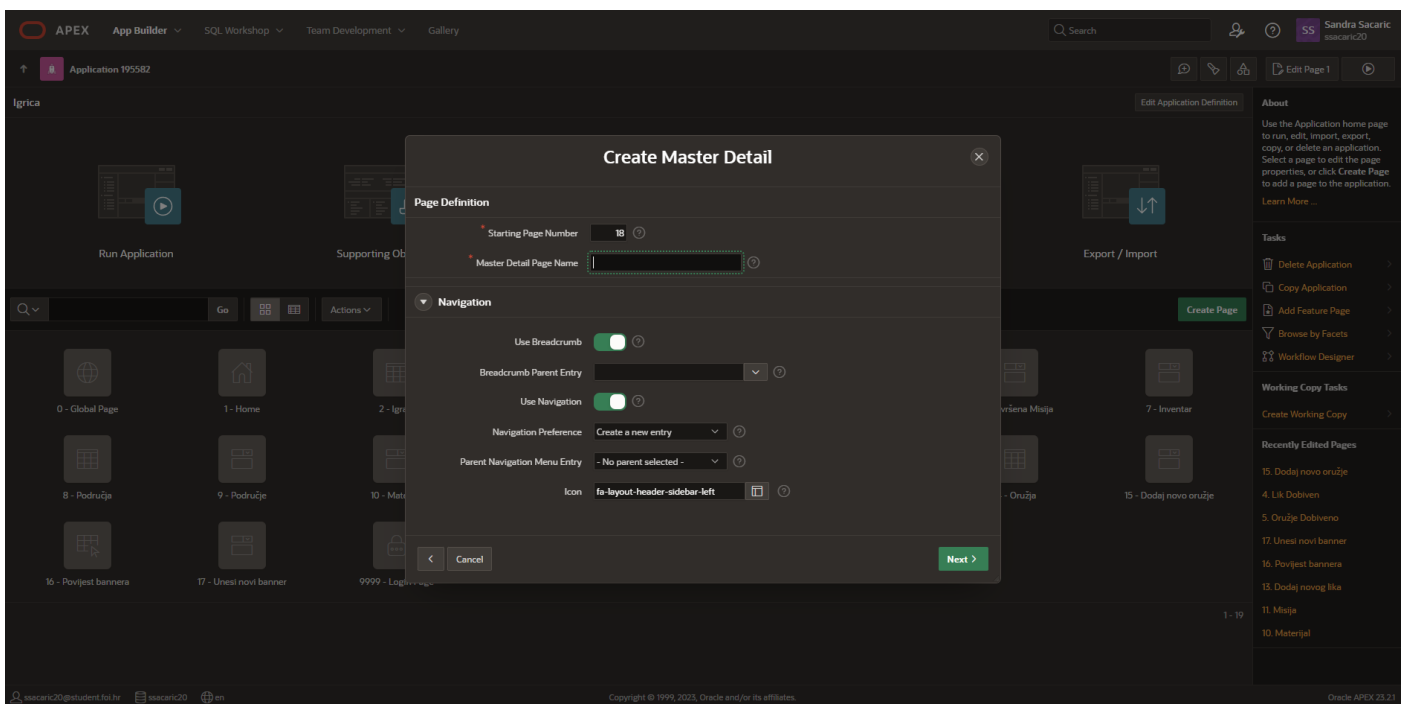 APEX App Builder SQL Workshop Team Development Gallery Search SS Sandra Sacaric
ssacaric20
Application 195582 Edit Page 1
Igrica Edit Application Definition About
Use the Application home page
to run, edit, import, export,
copy, or delete an application.
Select a page to edit the page
properties, or click Create Page
to add a page to the application.
Learn More ...
Run Application Supporting Ob Export / Import
Create Master Detail
Page Definition
* Starting Page Number 18
* Master Detail Page Name
Navigation
Use Breadcrumb
Breadcrumb Parent Entry
Use Navigation
Navigation Preference Create a new entry
Parent Navigation Menu Entry - No parent selected -
Icon fa-layout-header-sidebar-left
Cancel Next >
Tasks
Delete Application
Copy Application
Add Feature Page
Browse by Facets
Workflow Designer
Working Copy Tasks
Create Working Copy
Recently Edited Pages
15. Dodaj novo oružje
4. Lik Dobiven
5. Oružje Dobiveno
17. Unesi novi banner
16. Povijest bannera
13. Dodaj novog lika
11. Misija
10. Materijal
Go Actions Create Page
0 - Global Page 1 - Home 2 - Igr vršena Misija 7 - Inventar
8 - Područja 9 - Područje 10 - Mate - Oružja 15 - Dodaj novo oružje
16 - Povijest bannera 17 - Unesi novi banner 9999 - Login Page
1 - 19
ssacaric20@student.foi.hr ssacaric20 en Copyright © 1999, 2023, Oracle and/or its affiliates. Oracle APEX 23.2.1